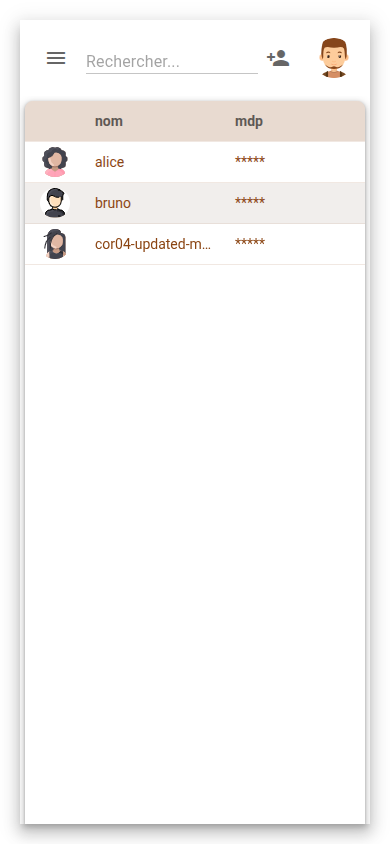 Rechercher...
nom mdp
alice *****
bruno *****
cor04-updated-m... *****